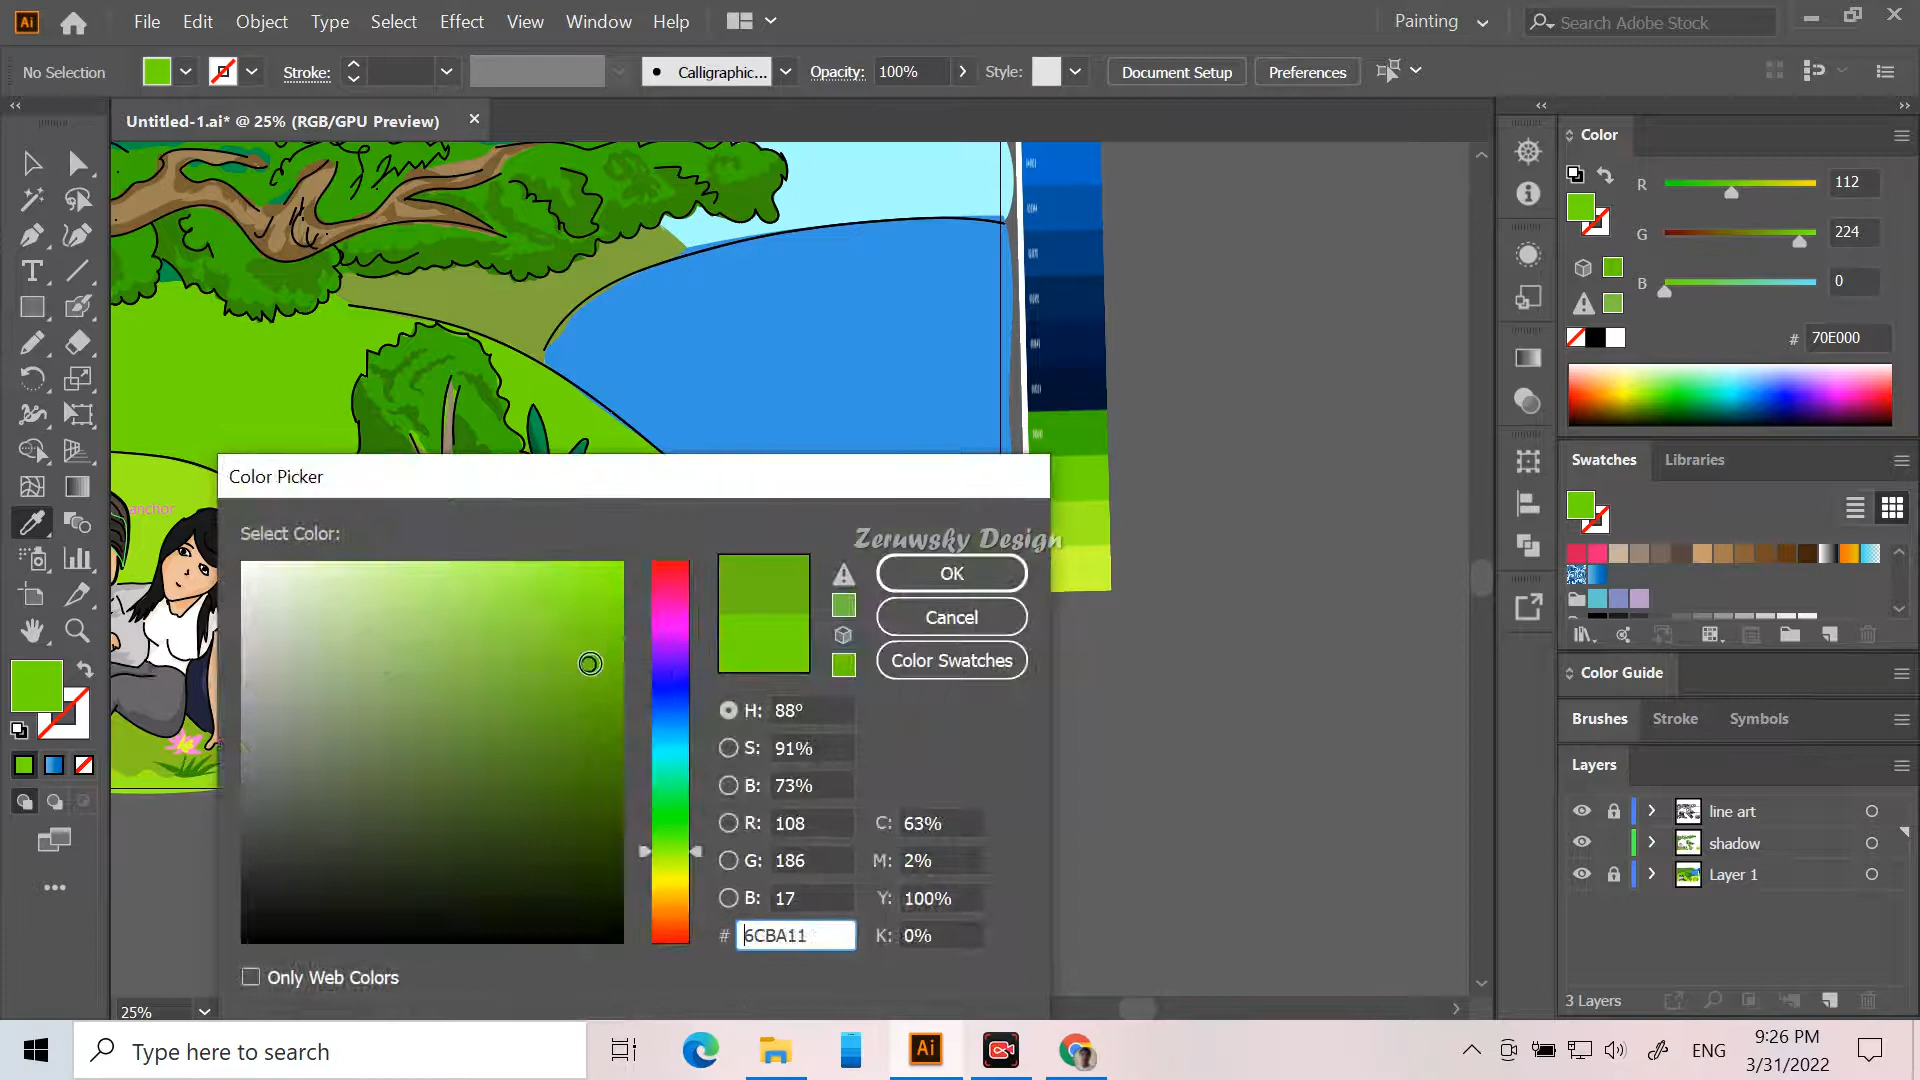 Ai File Edit Object Type Select Effect View Window Help Painting Search Adobe Stock
No Selection Stroke: Calligraphic... Opacity: 100% Style: Document Setup Preferences
Untitled-1.ai* @ 25% (RGB/GPU Preview)
Color
R 112
G 224
B 0
# 70E000
Swatches Libraries
Color Guide
Brushes Stroke Symbols
Layers
line art
shadow
Layer 1
3 Layers
anchor
Color Picker
Select Color:
Zeruwsky Design
OK
Cancel
Color Swatches
H: 88°
S: 91%
B: 73%
R: 108 C: 63%
G: 186 M: 2%
B: 17 Y: 100%
# 6CBA11 K: 0%
Only Web Colors
25%
Type here to search
Ai
ENG
9:26 PM
3/31/2022